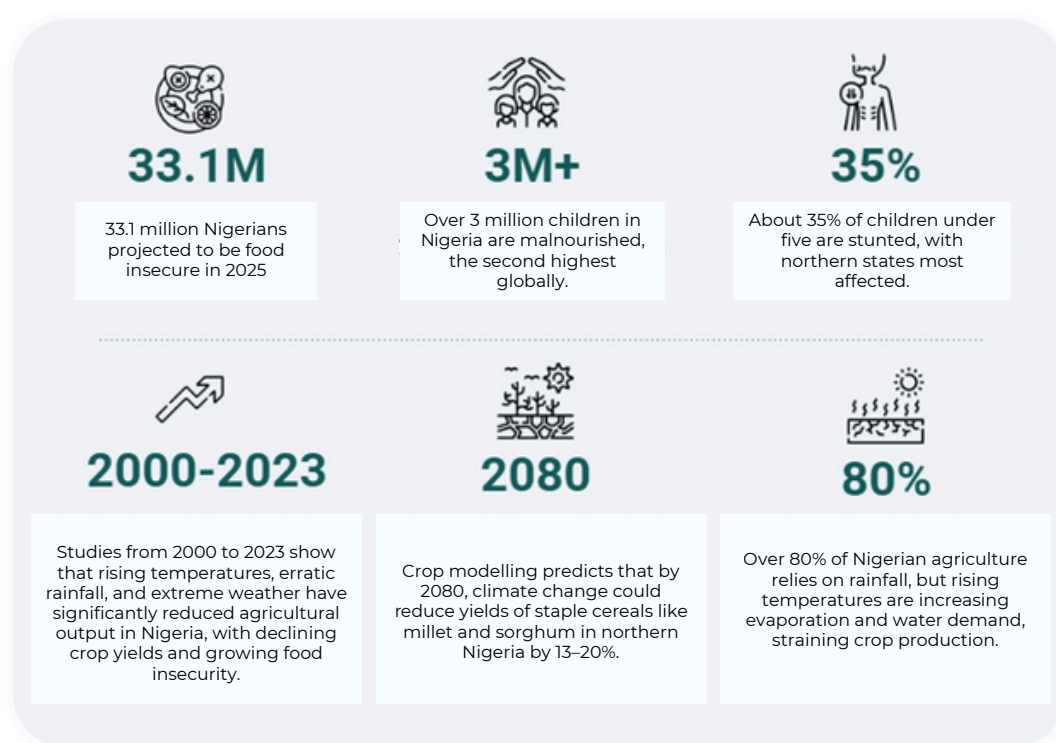 33.1M
33.1 million Nigerians
projected to be food
insecure in 2025
3M+
Over 3 million children in
Nigeria are malnourished,
the second highest
globally.
35%
About 35% of children under
five are stunted, with
northern states most
affected.
2000-2023
Studies from 2000 to 2023 show
that rising temperatures, erratic
rainfall, and extreme weather have
significantly reduced agricultural
output in Nigeria, with declining
crop yields and growing food
insecurity.
2080
Crop modelling predicts that by
2080, climate change could
reduce yields of staple cereals like
millet and sorghum in northern
Nigeria by 13–20%.
80%
Over 80% of Nigerian agriculture
relies on rainfall, but rising
temperatures are increasing
evaporation and water demand,
straining crop production.